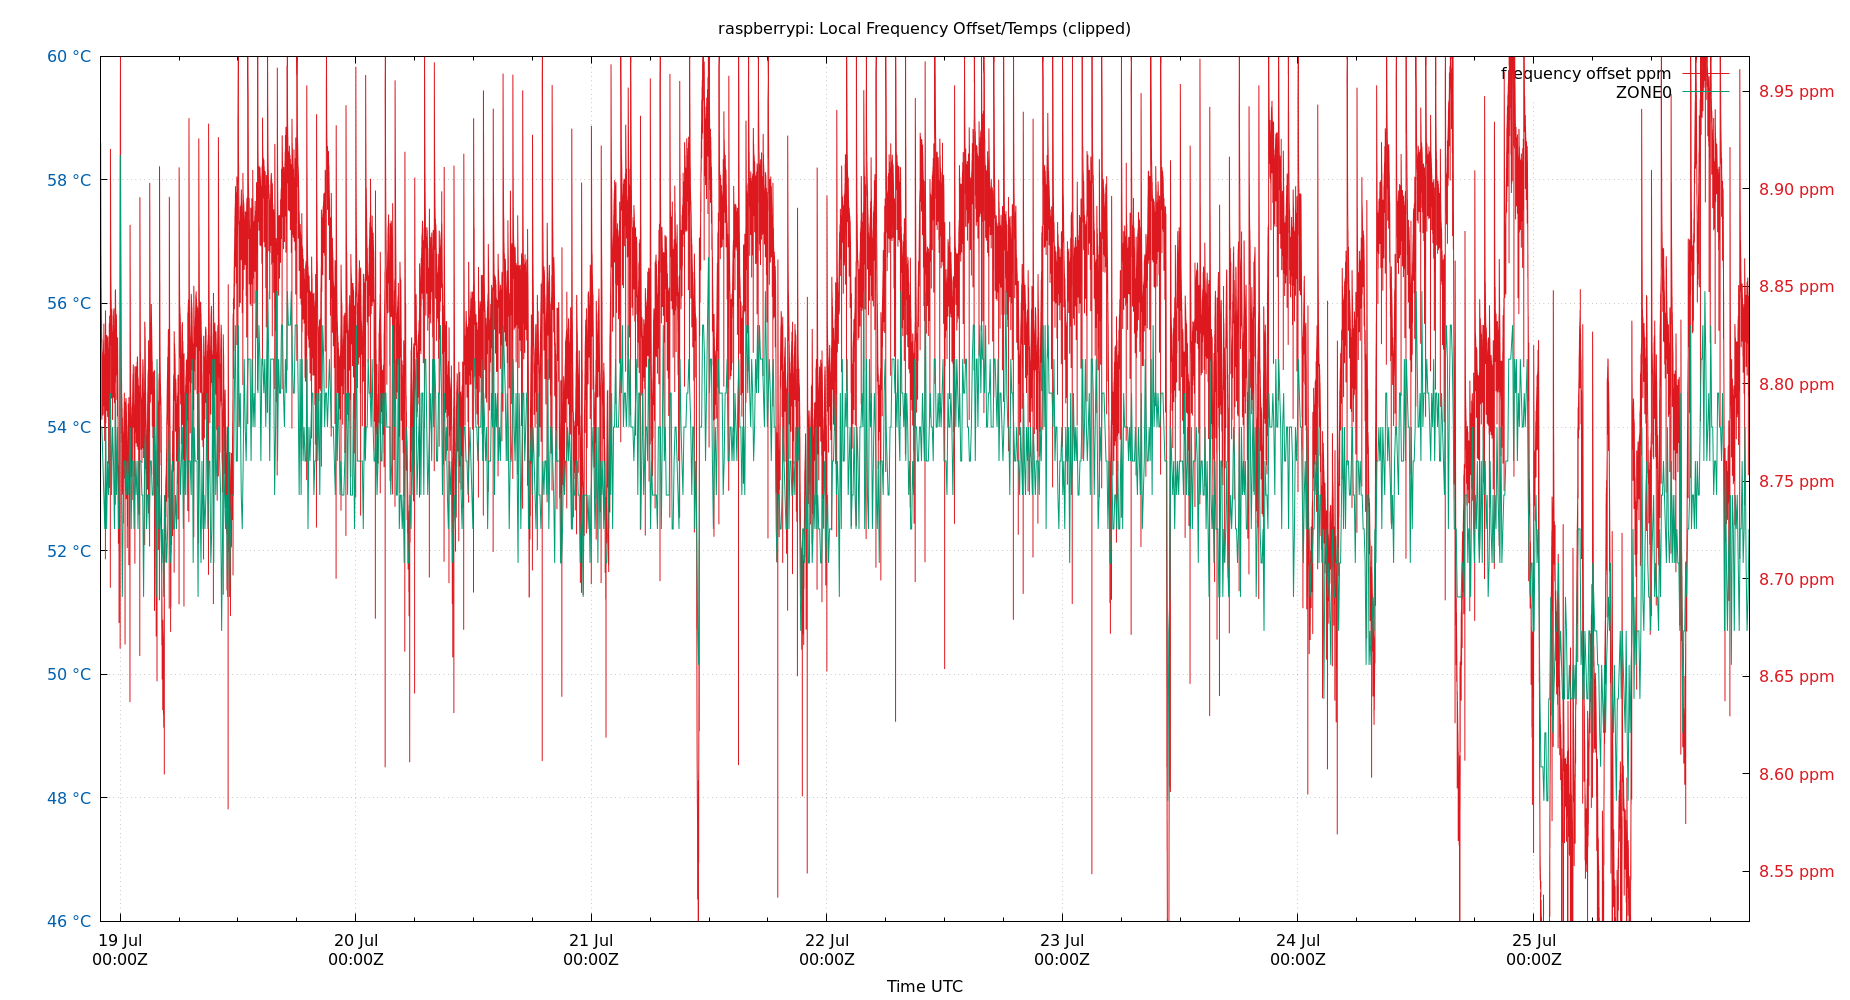 raspberrypi: Local Frequency Offset/Temps (clipped)
60 °C
58 °C
56 °C
54 °C
52 °C
50 °C
48 °C
46 °C
frequency offset ppm
ZONE0
8.95 ppm
8.90 ppm
8.85 ppm
8.80 ppm
8.75 ppm
8.70 ppm
8.65 ppm
8.60 ppm
8.55 ppm
19 Jul 20 Jul 21 Jul 22 Jul 23 Jul 24 Jul 25 Jul
00:00Z 00:00Z 00:00Z 00:00Z 00:00Z 00:00Z 00:00Z
Time UTC